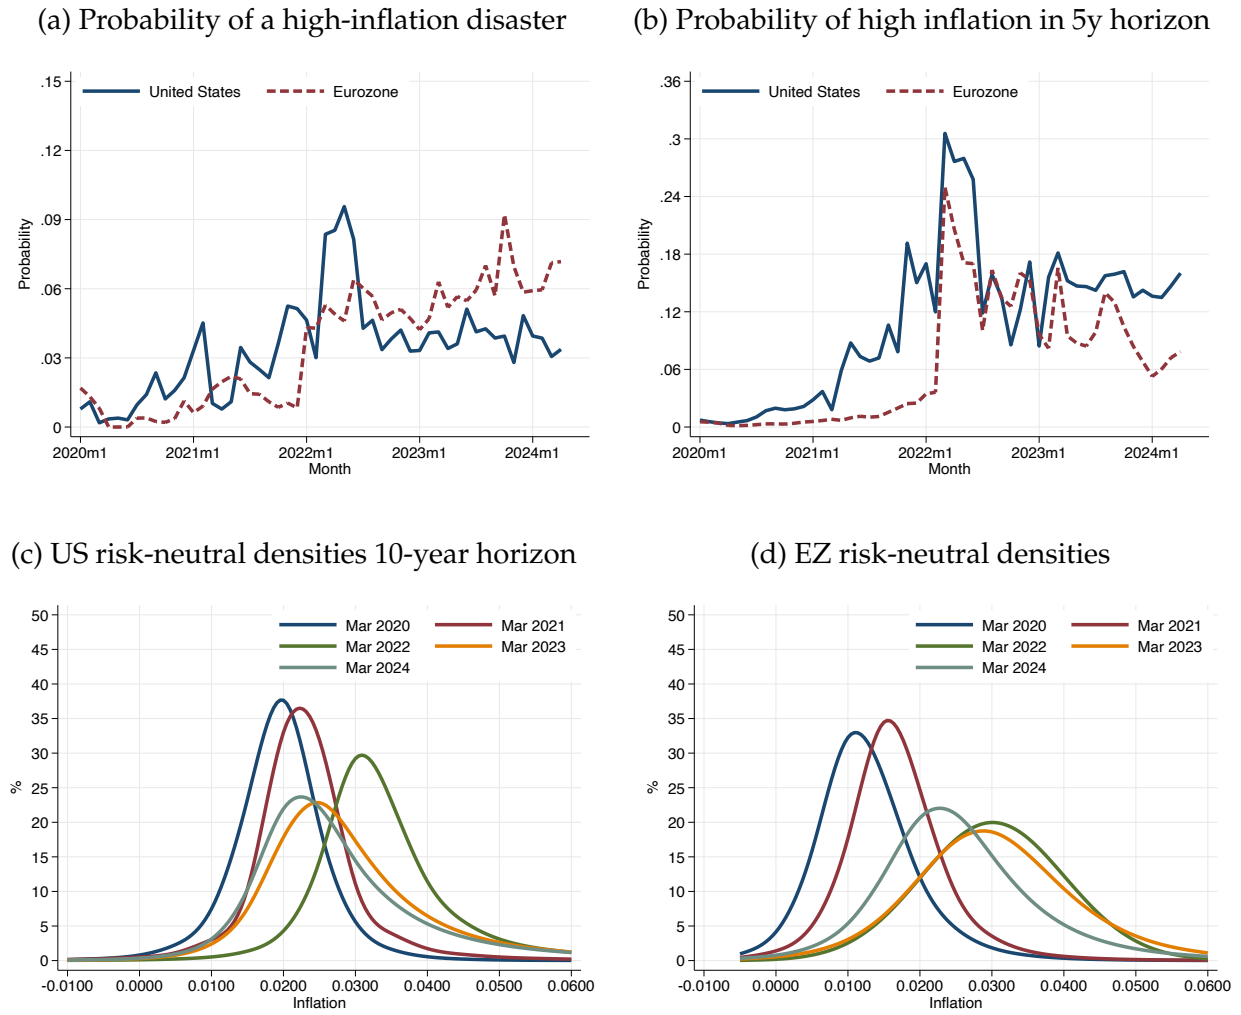 (a) Probability of a high-inflation disaster
.15
.12
.09
.06
.03
0
Probability
United States
Eurozone
2020m1
2021m1
2022m1
2023m1
2024m1
Month
(b) Probability of high inflation in 5y horizon
.36
.3
.24
.18
.12
.06
0
Probability
United States
Eurozone
2020m1
2021m1
2022m1
2023m1
2024m1
Month
(c) US risk-neutral densities 10-year horizon
50
45
40
35
30
25
20
15
10
5
0
%
Mar 2020
Mar 2021
Mar 2022
Mar 2023
Mar 2024
-0.0100
0.0000
0.0100
0.0200
0.0300
0.0400
0.0500
0.0600
Inflation
(d) EZ risk-neutral densities
50
45
40
35
30
25
20
15
10
5
0
%
Mar 2020
Mar 2021
Mar 2022
Mar 2023
Mar 2024
-0.0100
0.0000
0.0100
0.0200
0.0300
0.0400
0.0500
0.0600
Inflation